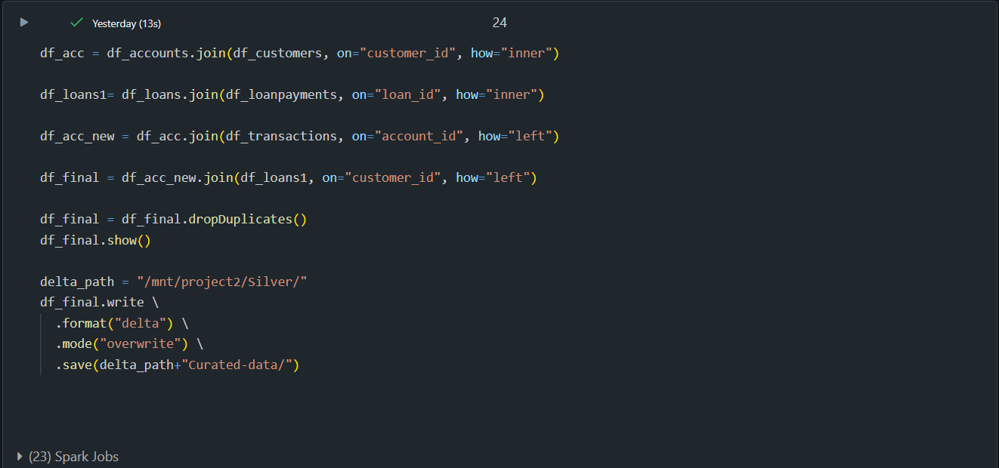 Yesterday (13s)
24
df_acc = df_accounts.join(df_customers, on="customer_id", how="inner")
df_loans1= df_loans.join(df_loanpayments, on="loan_id", how="inner")
df_acc_new = df_acc.join(df_transactions, on="account_id", how="left")
df_final = df_acc_new.join(df_loans1, on="customer_id", how="left")
df_final = df_final.dropDuplicates()
df_final.show()
delta_path = "/mnt/project2/Silver/"
df_final.write \
.format("delta") \
.mode("overwrite") \
.save(delta_path+"Curated-data/")
(23) Spark Jobs